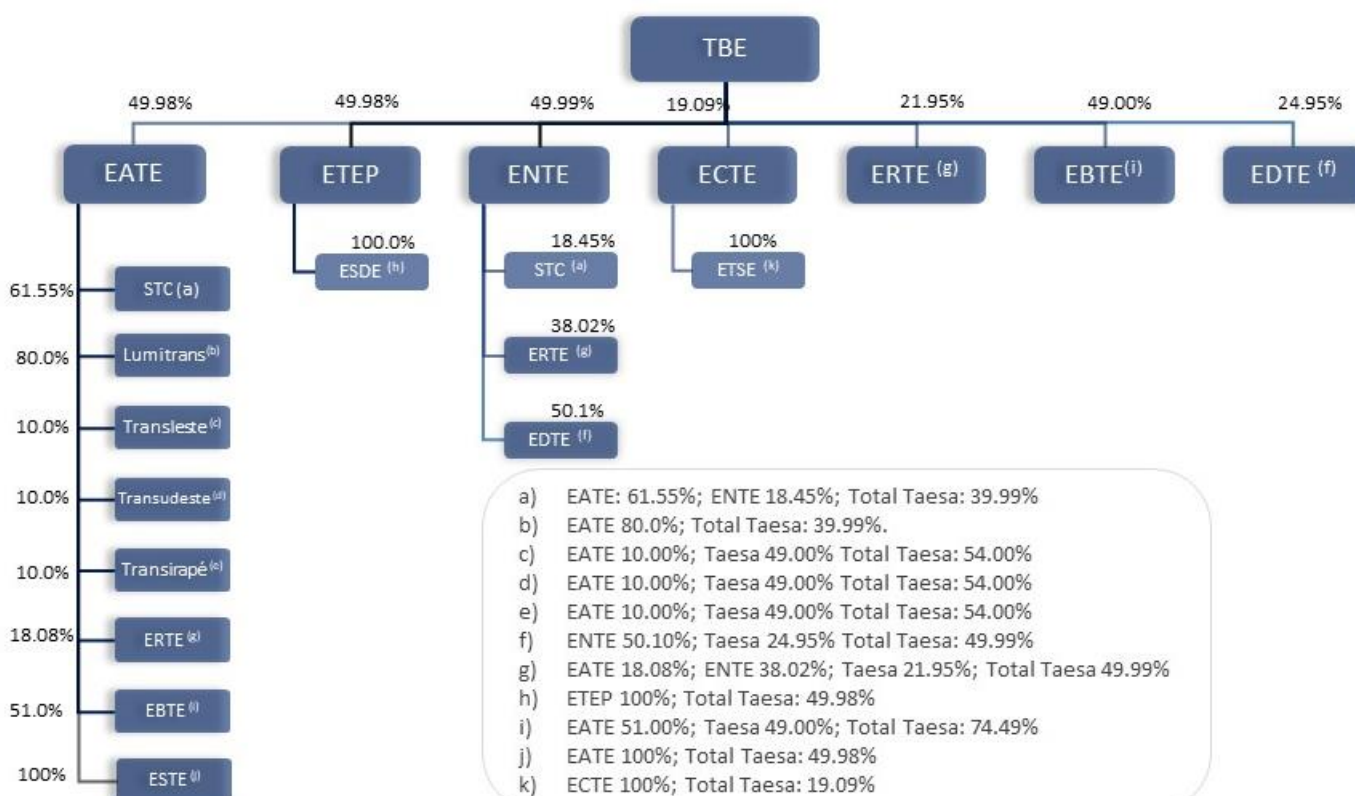 TBE
49.98%
49.98%
49.99%
19.09%
21.95%
49.00%
24.95%
EATE
ETEP
ENTE
ECTE
ERTE (g)
EBTE(i)
EDTE (f)
100.0%
ESDE (h)
18.45%
STC (a)
38.02%
ERTE (g)
50.1%
EDTE (f)
100%
ETSE (k)
61.55%
STC (a)
80.0%
Lumitrans(b)
10.0%
Transleste(c)
10.0%
Transudeste(d)
10.0%
Transirapé(e)
18.08%
ERTE (g)
51.0%
EBTE (i)
100%
ESTE (j)
a) EATE: 61.55%; ENTE 18.45%; Total Taesa: 39.99%
b) EATE 80.0%; Total Taesa: 39.99%.
c) EATE 10.00%; Taesa 49.00% Total Taesa: 54.00%
d) EATE 10.00%; Taesa 49.00% Total Taesa: 54.00%
e) EATE 10.00%; Taesa 49.00% Total Taesa: 54.00%
f) ENTE 50.10%; Taesa 24.95% Total Taesa: 49.99%
g) EATE 18.08%; ENTE 38.02%; Taesa 21.95%; Total Taesa 49.99%
h) ETEP 100%; Total Taesa: 49.98%
i) EATE 51.00%; Taesa 49.00%; Total Taesa: 74.49%
j) EATE 100%; Total Taesa: 49.98%
k) ECTE 100%; Total Taesa: 19.09%